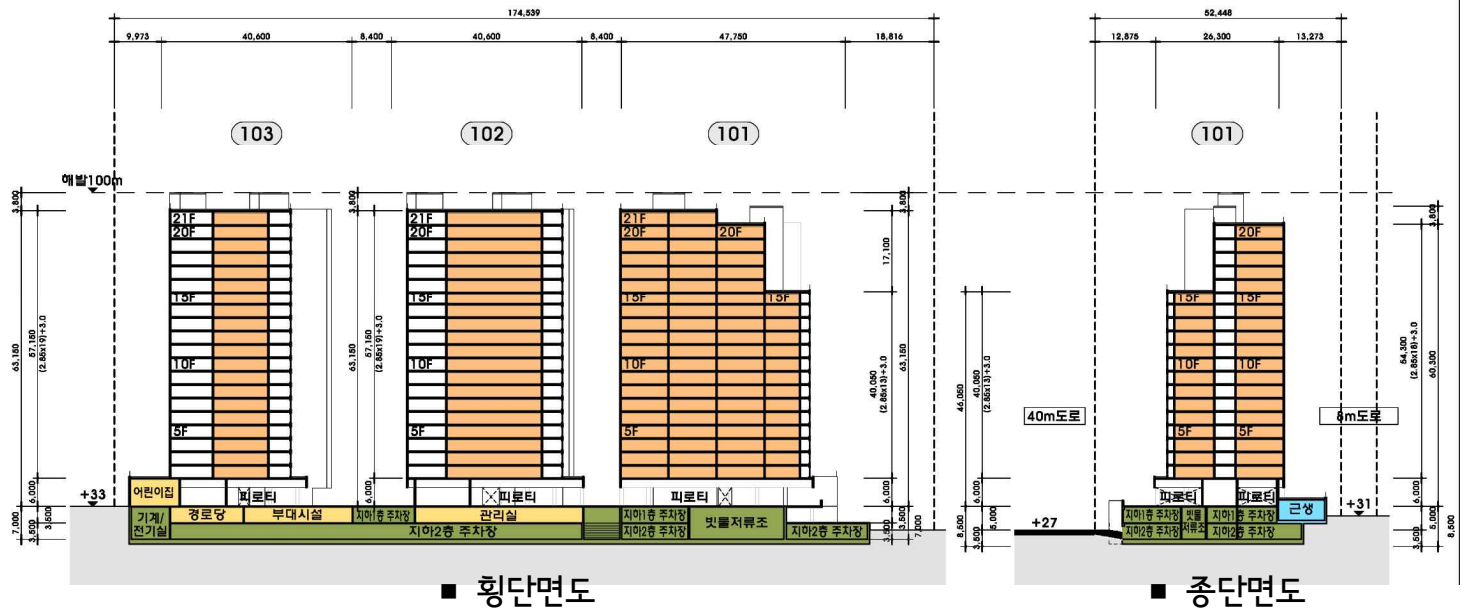 174,539
9,973 40,600 8,400 40,600 8,400 47,750 18,816
103 102 101
해발100m
3,800 3,800 3,800
21F 21F 21F
20F 20F 20F 20F
17,100
15F 15F 15F 15F
63,150 57,150 (2.85x19)+3.0 63,150 57,150 (2.85x19)+3.0 40,050 (2.85x13)+3.0 63,150
10F 10F 10F
5F 5F 5F
6,000 6,000 6,000
+33 어린이집 피로티 피로티 피로티
7,000 3,500 3,500 기계/전기실 경로당 부대시설 지하1층 주차장 관리실 지하1층 주차장 빗물저류조 3,500 3,500 7,000
지하2층 주차장 지하2층 주차장 지하2층 주차장
■ 횡단면도
52,448
12,875 26,300 13,273
101
3,800
20F
15F 15F
46,050 40,050 (2.85x13)+3.0 54,300 (2.85x18)+3.0 60,300
10F 10F
40m도로 8m도로
5F 5F
6,000 6,000
피로티 피로티
+27 지하1층 주차장 빗물저류조 지하1층 주차장 근생 +31
8,500 5,000 3,500 지하2층 주차장 지하2층 주차장 3,500 5,000 8,500
■ 종단면도